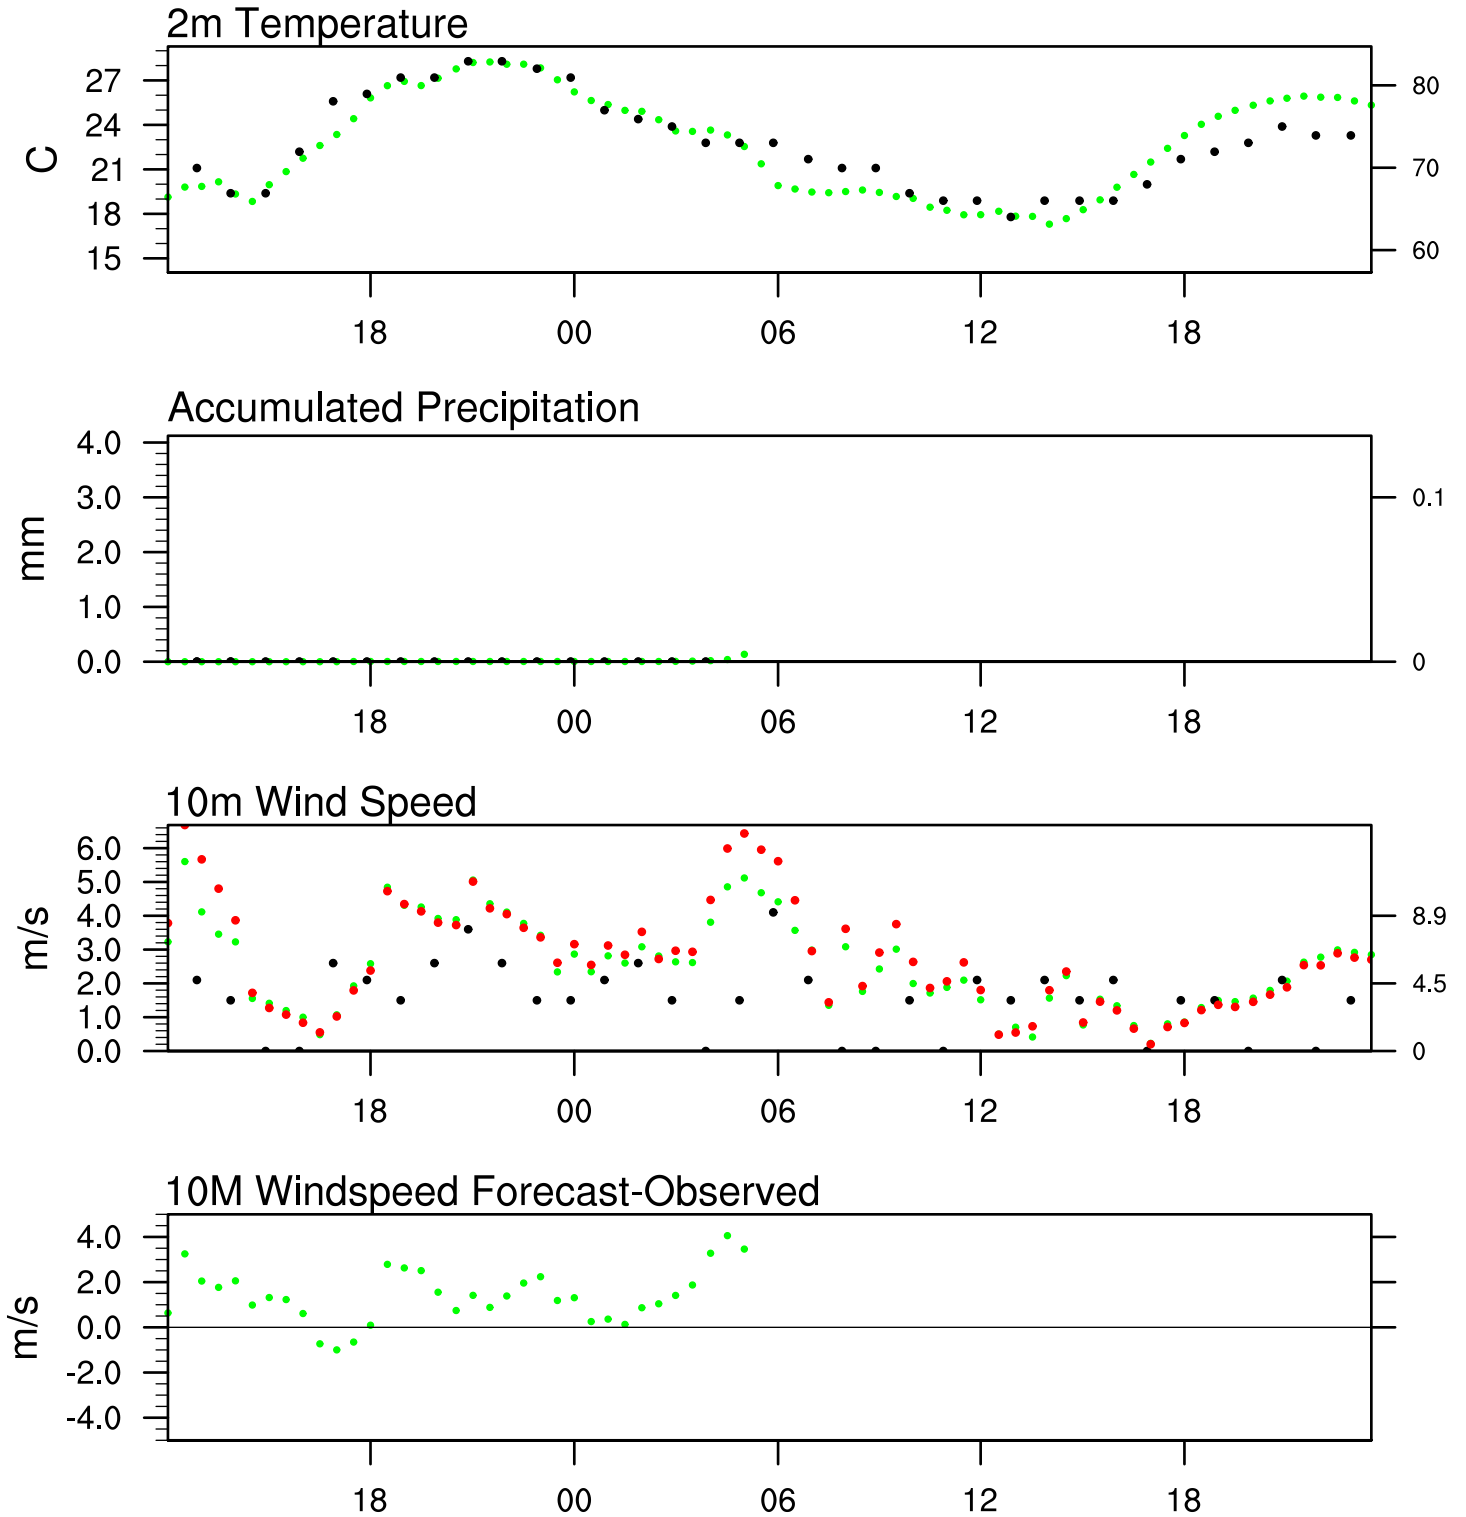 2m Temperature
27
24
21
18
15
C
80
70
60
18 00 06 12 18
Accumulated Precipitation
4.0
3.0
2.0
1.0
0.0
mm
0.1
0
18 00 06 12 18
10m Wind Speed
6.0
5.0
4.0
3.0
2.0
1.0
0.0
m/s
8.9
4.5
0
18 00 06 12 18
10M Windspeed Forecast-Observed
4.0
2.0
0.0
-2.0
-4.0
m/s
18 00 06 12 18